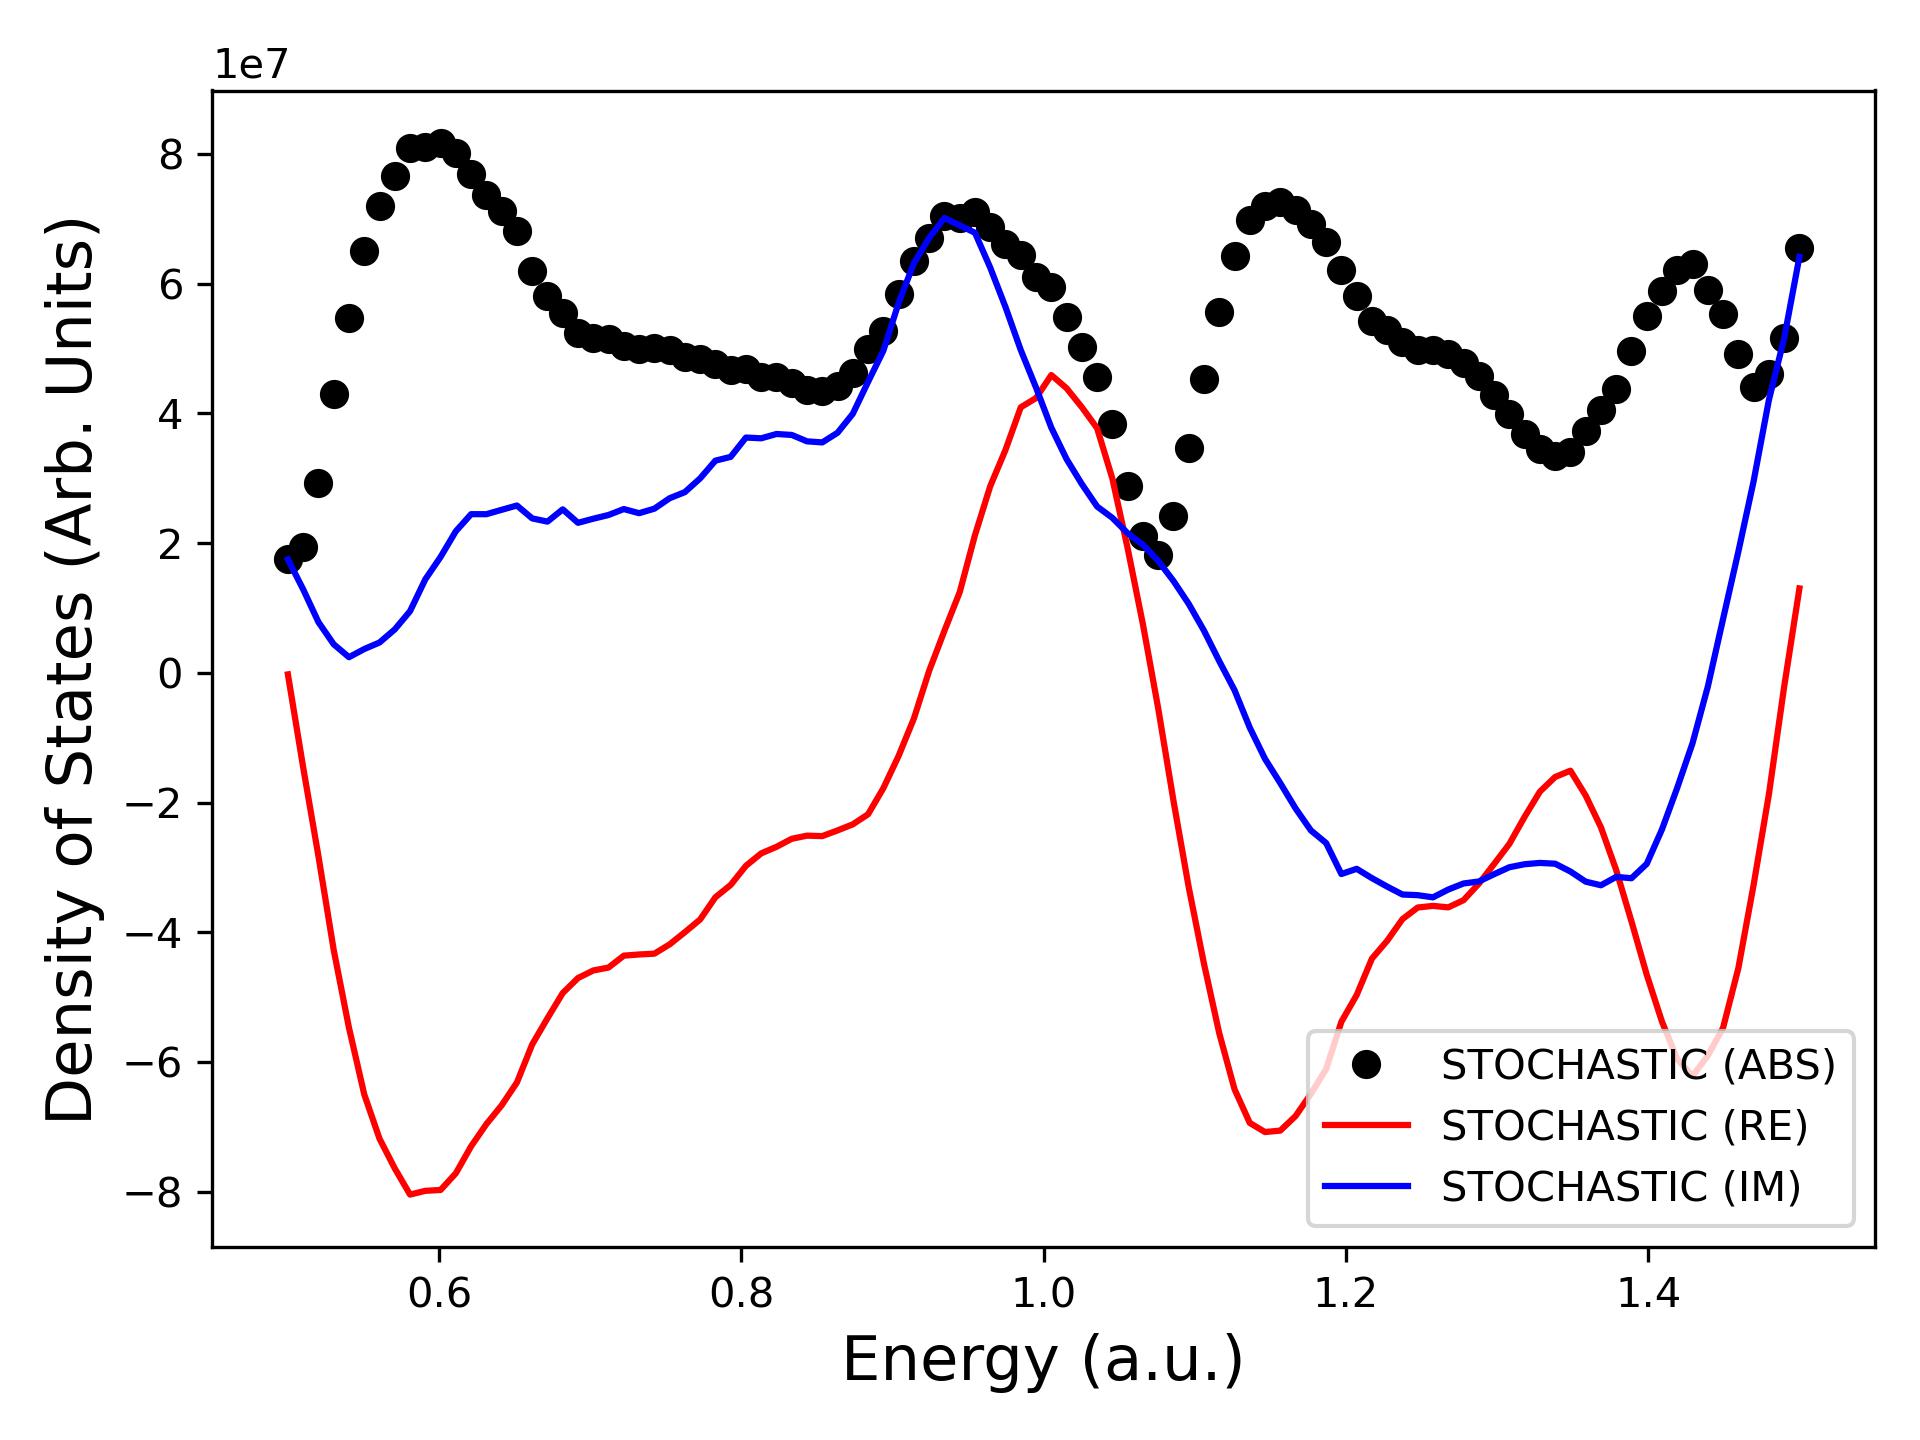 1e7
8
6
4
2
0
−2
−4
−6
−8
Density of States (Arb. Units)
0.6 0.8 1.0 1.2 1.4
Energy (a.u.)
STOCHASTIC (ABS)
STOCHASTIC (RE)
STOCHASTIC (IM)